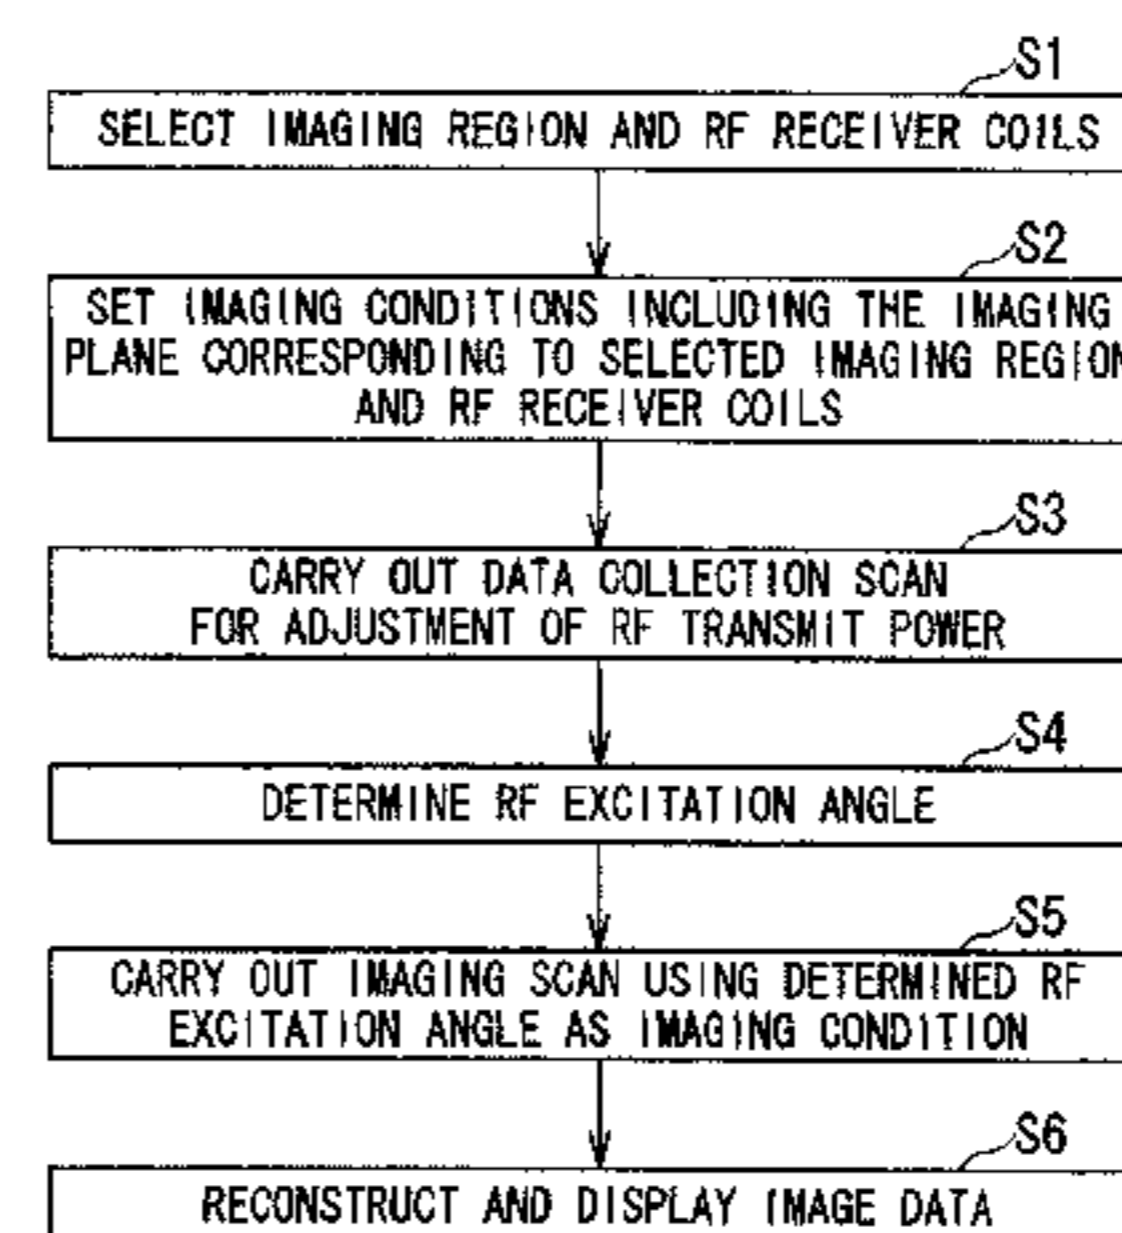 S1
SELECT IMAGING REGION AND RF RECEIVER COILS
S2
SET IMAGING CONDITIONS INCLUDING THE IMAGING
PLANE CORRESPONDING TO SELECTED IMAGING REGION
AND RF RECEIVER COILS
S3
CARRY OUT DATA COLLECTION SCAN
FOR ADJUSTMENT OF RF TRANSMIT POWER
S4
DETERMINE RF EXCITATION ANGLE
S5
CARRY OUT IMAGING SCAN USING DETERMINED RF
EXCITATION ANGLE AS IMAGING CONDITION
S6
RECONSTRUCT AND DISPLAY IMAGE DATA